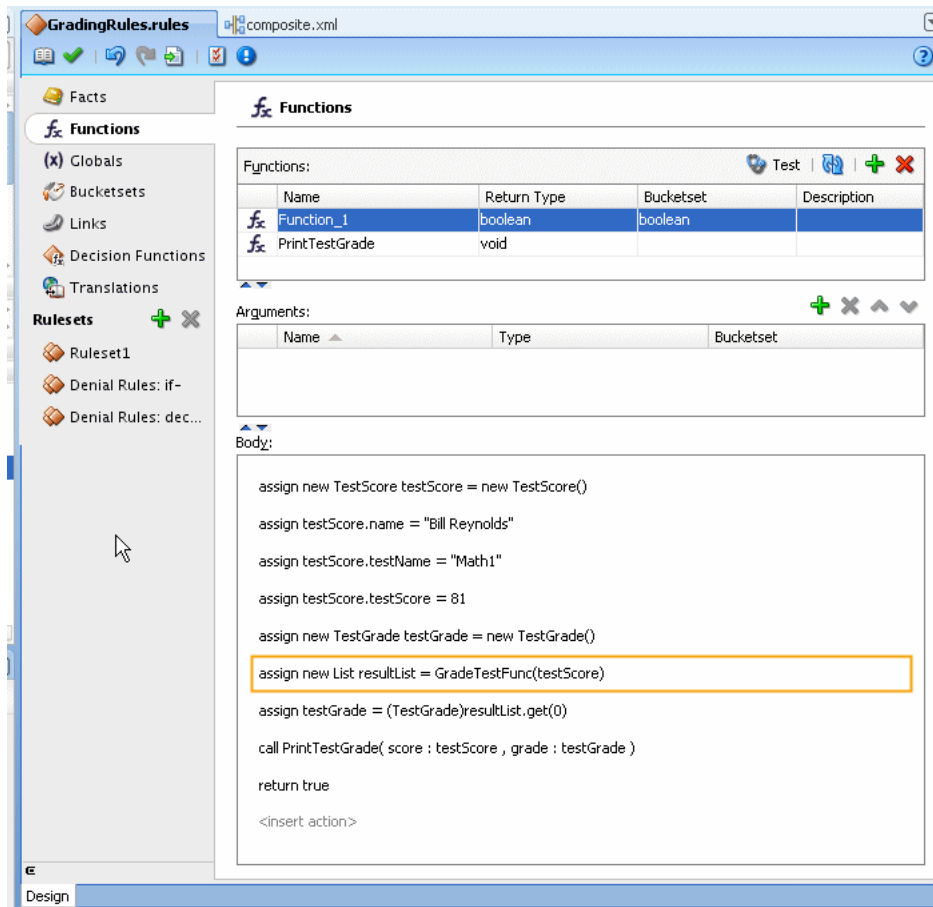 GradingRules.rules
composite.xml
Facts
Functions
Globals
Bucketsets
Links
Decision Functions
Translations
Rulesets
Ruleset1
Denial Rules: if-
Denial Rules: dec...
Functions
Functions:
Test
Name Return Type Bucketset Description
Function_1 boolean boolean
PrintTestGrade void
Arguments:
Name Type Bucketset
Body:
assign new TestScore testScore = new TestScore()
assign testScore.name = "Bill Reynolds"
assign testScore.testName = "Math1"
assign testScore.testScore = 81
assign new TestGrade testGrade = new TestGrade()
assign new List resultList = GradeTestFunc(testScore)
assign testGrade = (TestGrade)resultList.get(0)
call PrintTestGrade( score : testScore , grade : testGrade )
return true
<insert action>
Design